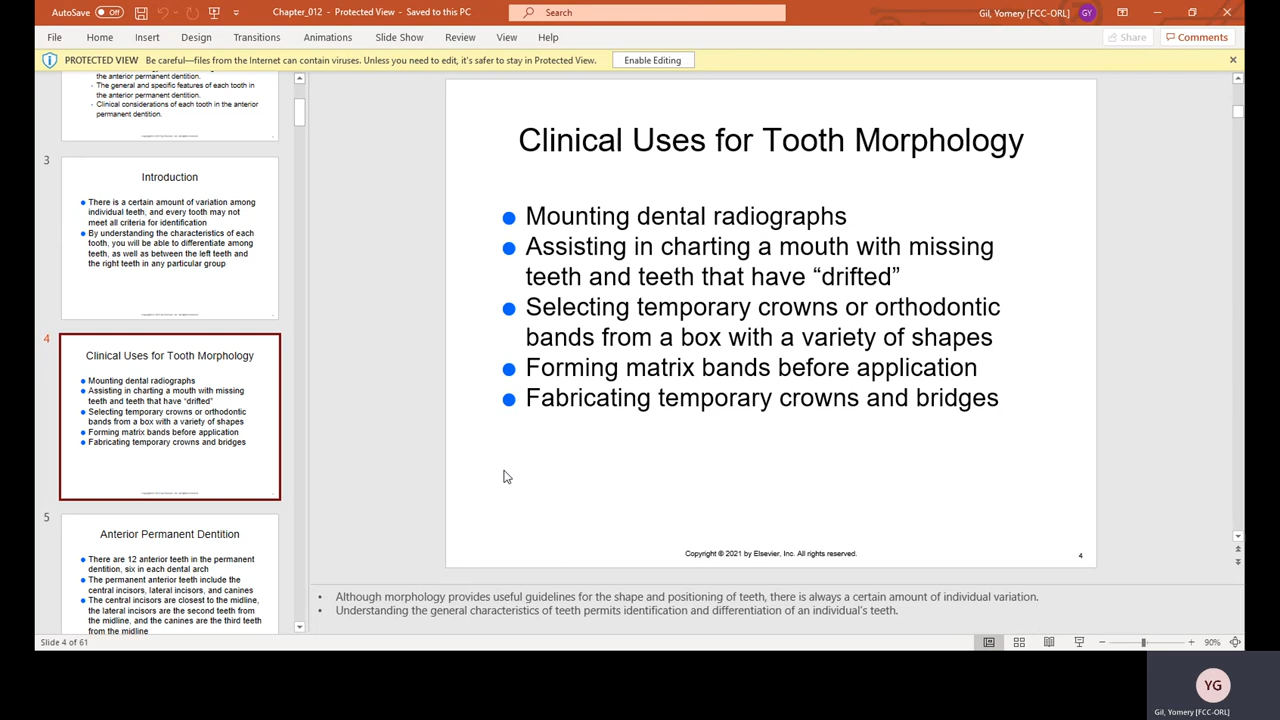 AutoSave Off
Chapter_012 - Protected View - Saved to this PC
Search
Gil, Yomery [FCC-ORL] GY
File Home Insert Design Transitions Animations Slide Show Review View Help
Share Comments
PROTECTED VIEW Be careful—files from the Internet can contain viruses. Unless you need to edit, it's safer to stay in Protected View. Enable Editing
the anterior permanent dentition.
- The general and specific features of each tooth in
the anterior permanent dentition.
- Clinical considerations of each tooth in the anterior
permanent dentition.
3
Introduction
There is a certain amount of variation among
individual teeth, and every tooth may not
meet all criteria for identification
By understanding the characteristics of each
tooth, you will be able to differentiate among
teeth, as well as between the left teeth and
the right teeth in any particular group
4
Clinical Uses for Tooth Morphology
Mounting dental radiographs
Assisting in charting a mouth with missing
teeth and teeth that have “drifted”
Selecting temporary crowns or orthodontic
bands from a box with a variety of shapes
Forming matrix bands before application
Fabricating temporary crowns and bridges
5
Anterior Permanent Dentition
There are 12 anterior teeth in the permanent
dentition, six in each dental arch
The permanent anterior teeth include the
central incisors, lateral incisors, and canines
The central incisors are closest to the midline,
the lateral incisors are the second teeth from
the midline, and the canines are the third teeth
from the midline
Clinical Uses for Tooth Morphology
Mounting dental radiographs
Assisting in charting a mouth with missing
teeth and teeth that have “drifted”
Selecting temporary crowns or orthodontic
bands from a box with a variety of shapes
Forming matrix bands before application
Fabricating temporary crowns and bridges
Copyright © 2021 by Elsevier, Inc. All rights reserved.
4
• Although morphology provides useful guidelines for the shape and positioning of teeth, there is always a certain amount of individual variation.
• Understanding the general characteristics of teeth permits identification and differentiation of an individual's teeth.
Slide 4 of 61
90%
YG
Gil, Yomery [FCC-ORL]